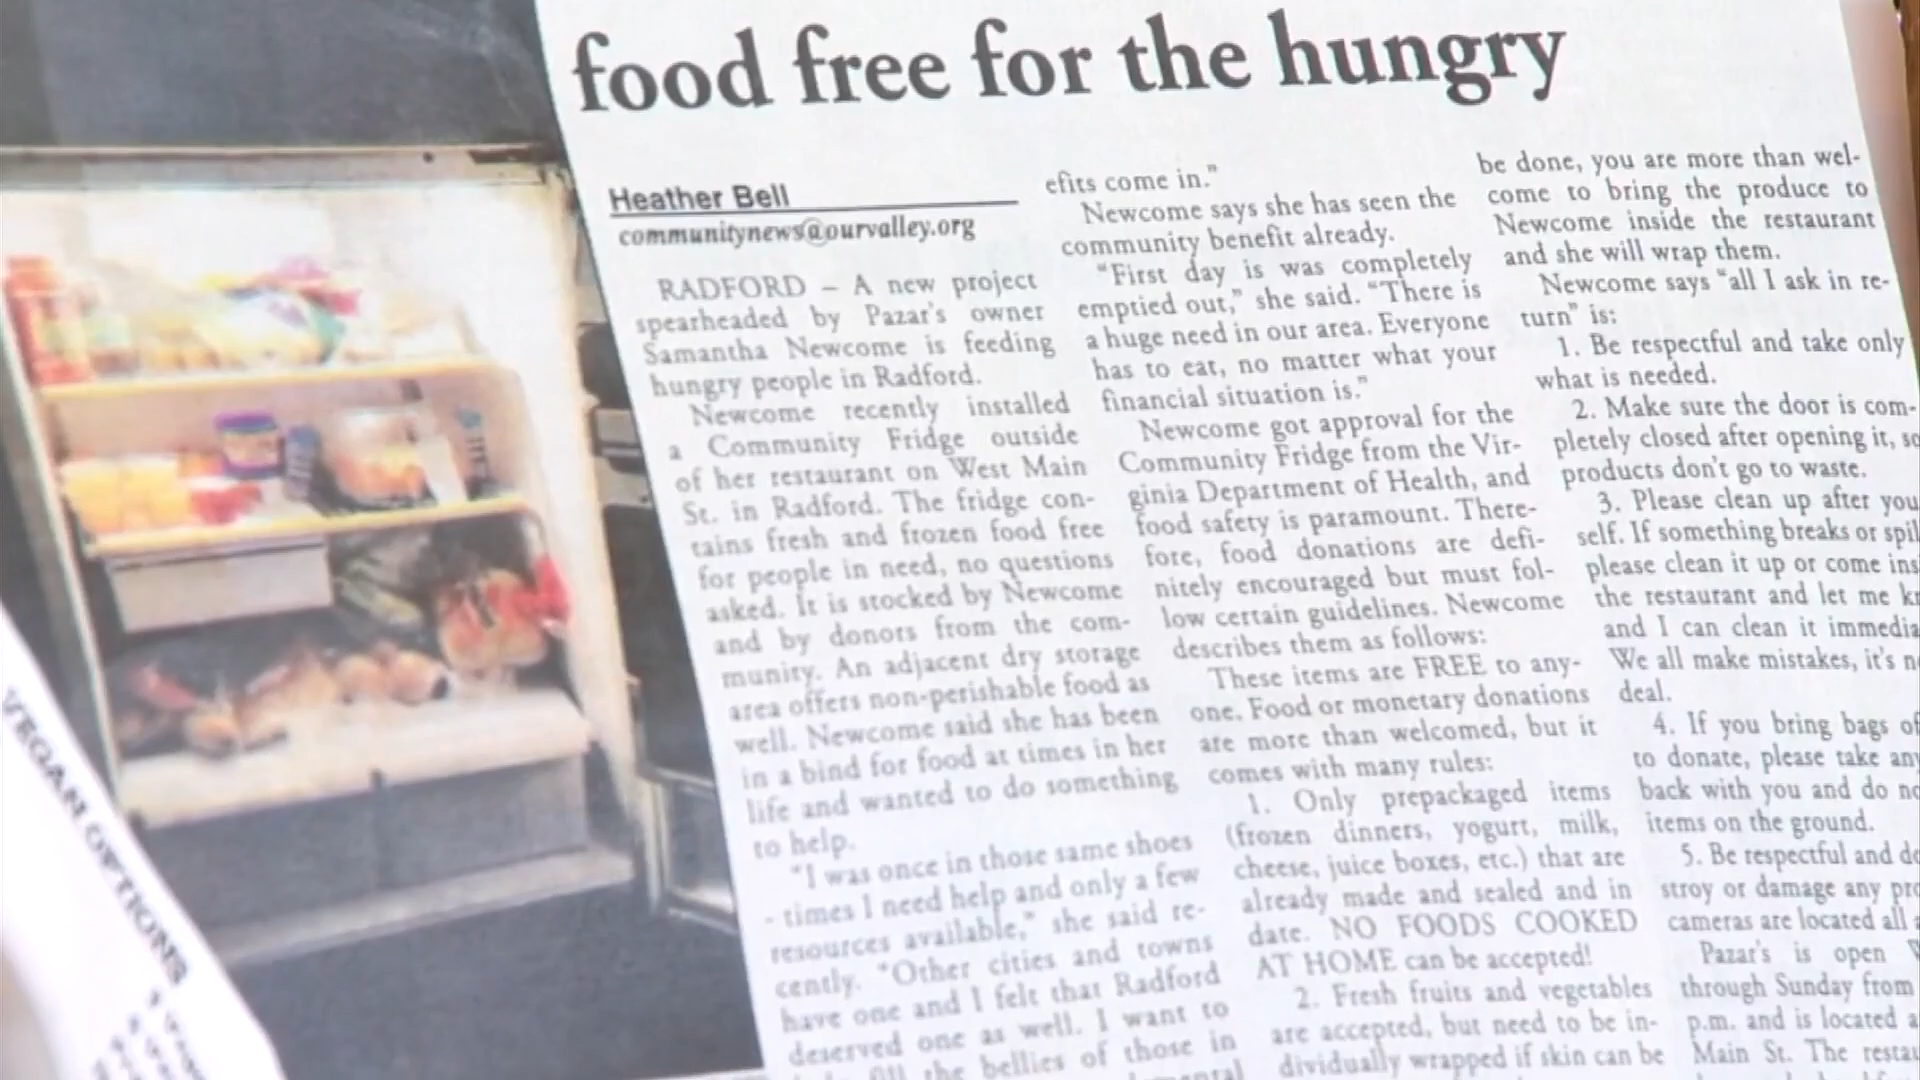 food free for the hungry
Heather Bell
communitynews@ourvalley.org
RADFORD – A new project
spearheaded by Pazar's owner
Samantha Newcome is feeding
hungry people in Radford.
Newcome recently installed
a Community Fridge outside
of her restaurant on West Main
St. in Radford. The fridge con-
tains fresh and frozen food free
for people in need, no questions
asked. It is stocked by Newcome
and by donors from the com-
munity. An adjacent dry storage
area offers non-perishable food as
well. Newcome said she has been
in a bind for food at times in her
life and wanted to do something
to help.
"I was once in those same shoes
- times I need help and only a few
resources available," she said re-
cently. "Other cities and towns
have one and I felt that Radford
deserved one as well. I want to
fill the bellies of those in
efits come in."
Newcome says she has seen the
community benefit already.
"First day is was completely
emptied out," she said. "There is
a huge need in our area. Everyone
has to eat, no matter what your
financial situation is."
Newcome got approval for the
Community Fridge from the Vir-
ginia Department of Health, and
food safety is paramount. There-
fore, food donations are defi-
nitely encouraged but must fol-
low certain guidelines. Newcome
describes them as follows:
These items are FREE to any-
one. Food or monetary donations
are more than welcomed, but it
comes with many rules:
1. Only prepackaged items
(frozen dinners, yogurt, milk,
cheese, juice boxes, etc.) that are
already made and sealed and in
date. NO FOODS COOKED
AT HOME can be accepted!
2. Fresh fruits and vegetables
are accepted, but need to be in-
dividually wrapped if skin can be
be done, you are more than wel-
come to bring the produce to
Newcome inside the restaurant
and she will wrap them.
Newcome says "all I ask in re-
turn" is:
1. Be respectful and take only
what is needed.
2. Make sure the door is com-
pletely closed after opening it, so
products don't go to waste.
3. Please clean up after you
self. If something breaks or spil
please clean it up or come ins
the restaurant and let me kn
and I can clean it immedia
We all make mistakes, it's no
deal.
4. If you bring bags of
to donate, please take any
back with you and do no
items on the ground.
5. Be respectful and de
stroy or damage any pro
cameras are located all
Pazar's is open
through Sunday from
p.m. and is located a
Main St. The restau
VEGAN OPTIONS